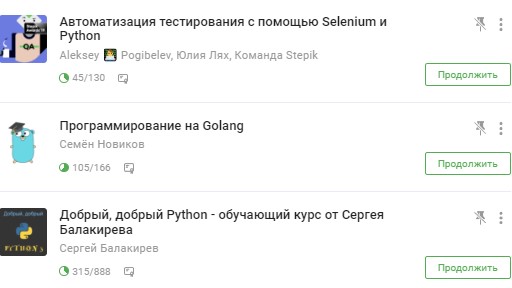 Автоматизация тестирования с помощью Selenium и
Python
Aleksey Pogibelev, Юлия Лях, Команда Stepik
45/130
Продолжить
Программирование на Golang
Семён Новиков
105/166
Продолжить
Добрый, добрый Python - обучающий курс от Сергея
Балакирева
Сергей Балакирев
315/888
Продолжить
QA
Добрый, добрый
PYTHON 3